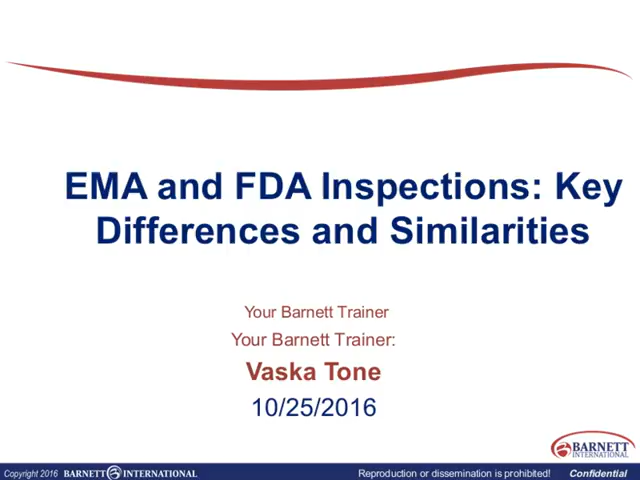 EMA and FDA Inspections: Key
Differences and Similarities
Your Barnett Trainer
Your Barnett Trainer:
Vaska Tone
10/25/2016
BARNETT
INTERNATIONAL
Copyright 2016 BARNETT INTERNATIONAL Reproduction or dissemination is prohibited! Confidential